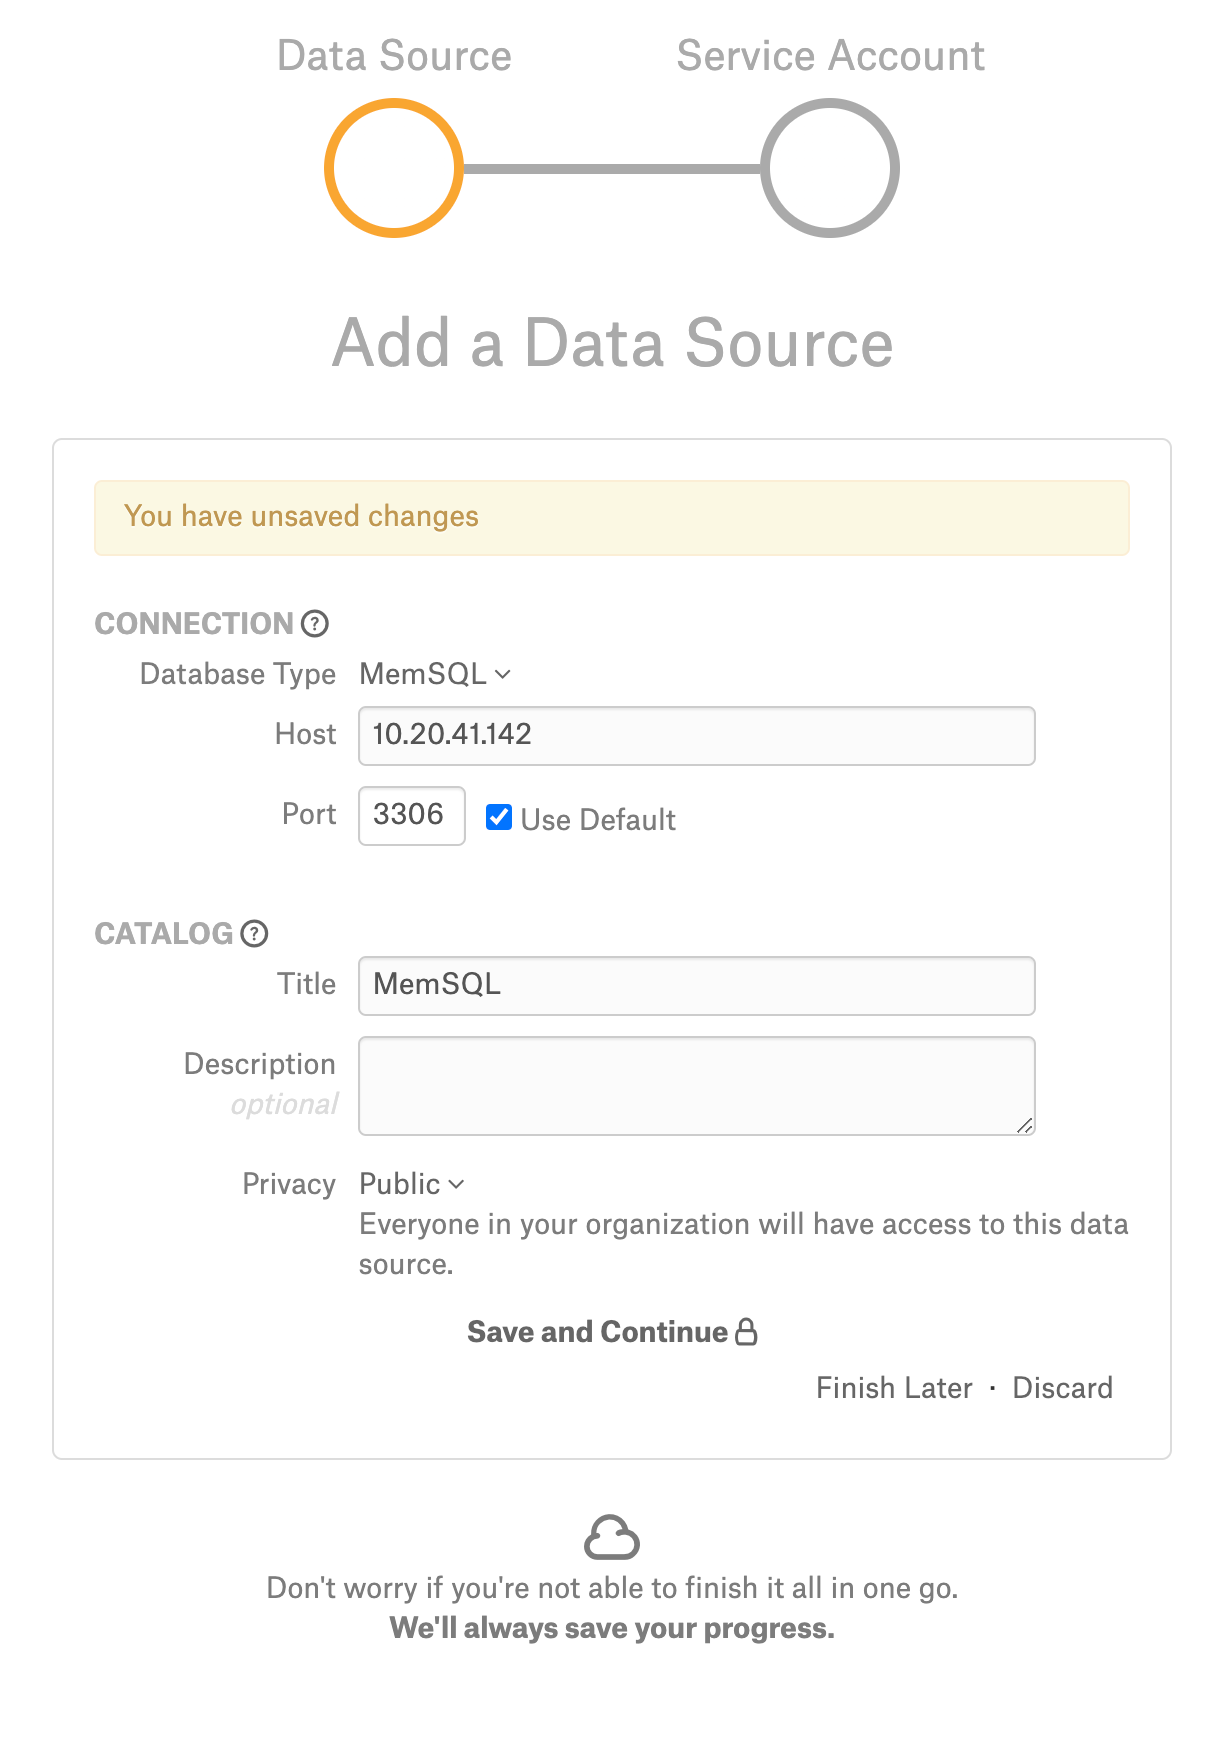 Data Source
Service Account
Add a Data Source
You have unsaved changes
CONNECTION ?
Database Type MemSQL
Host 10.20.41.142
Port 3306 Use Default
CATALOG ?
Title MemSQL
Description
optional
Privacy Public
Everyone in your organization will have access to this data
source.
Save and Continue
Finish Later · Discard
Don't worry if you're not able to finish it all in one go.
We'll always save your progress.